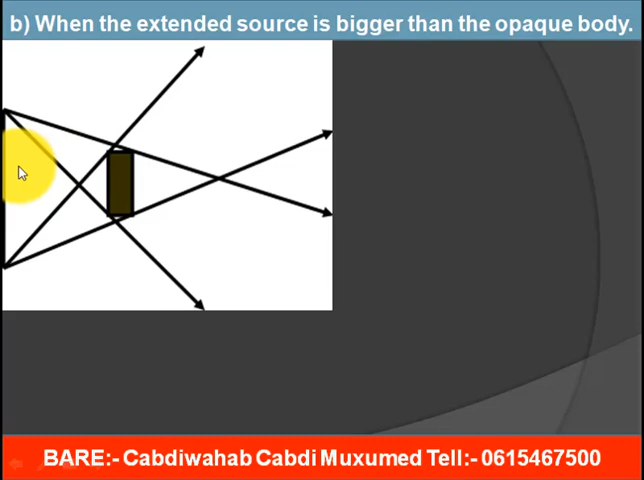 b) When the extended source is bigger than the opaque body.
BARE:- Cabdiwahab Cabdi Muxumed Tell:- 0615467500